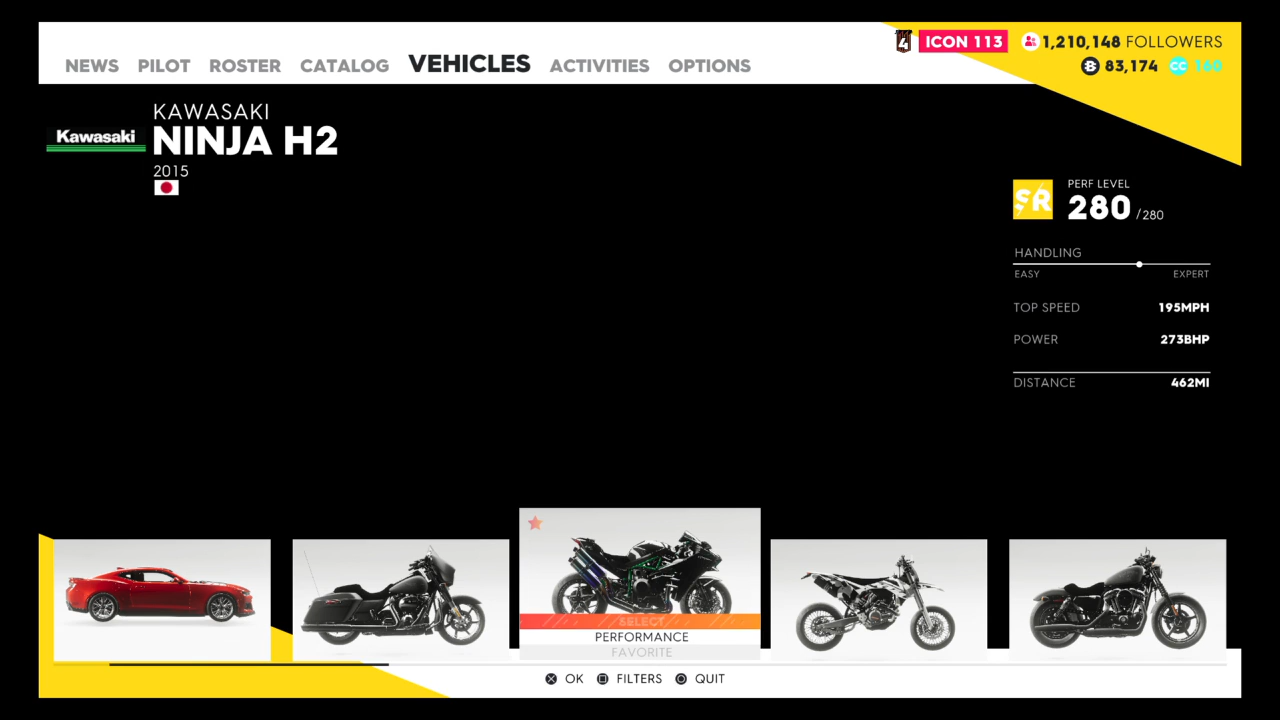 4 ICON 113 1,210,148 FOLLOWERS
NEWS PILOT ROSTER CATALOG VEHICLES ACTIVITIES OPTIONS
83,174 CC 160
KAWASAKI
Kawasaki NINJA H2
2015
SR PERF LEVEL
280 /280
HANDLING
EASY EXPERT
TOP SPEED 195MPH
POWER 273BHP
DISTANCE 462MI
SELECT
PERFORMANCE
FAVORITE
OK FILTERS QUIT